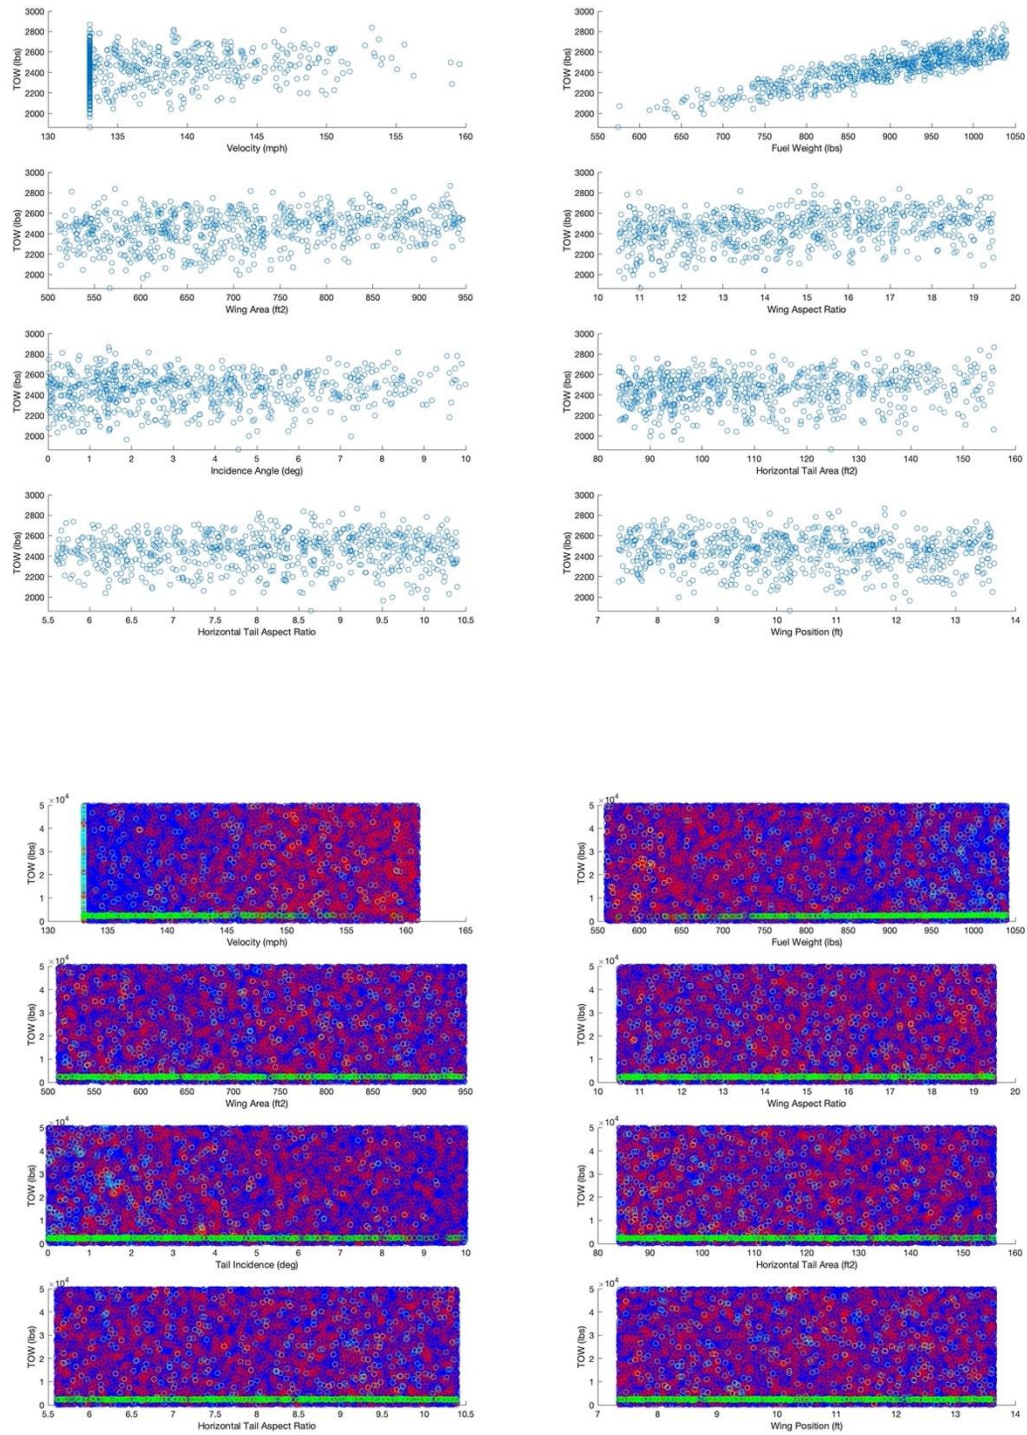 TOW (lbs)
3000
2800
2600
2400
2200
2000
130 135 140 145 150 155 160
Velocity (mph)
TOW (lbs)
3000
2800
2600
2400
2200
2000
550 600 650 700 750 800 850 900 950 1000 1050
Fuel Weight (lbs)
TOW (lbs)
3000
2800
2600
2400
2200
2000
500 550 600 650 700 750 800 850 900 950
Wing Area (ft2)
TOW (lbs)
3000
2800
2600
2400
2200
2000
10 11 12 13 14 15 16 17 18 19 20
Wing Aspect Ratio
TOW (lbs)
3000
2800
2600
2400
2200
2000
0 1 2 3 4 5 6 7 8 9 10
Incidence Angle (deg)
TOW (lbs)
3000
2800
2600
2400
2200
2000
80 90 100 110 120 130 140 150 160
Horizontal Tail Area (ft2)
TOW (lbs)
3000
2800
2600
2400
2200
2000
5.5 6 6.5 7 7.5 8 8.5 9 9.5 10 10.5
Horizontal Tail Aspect Ratio
TOW (lbs)
3000
2800
2600
2400
2200
2000
7 8 9 10 11 12 13 14
Wing Position (ft)
×10^4
TOW (lbs)
5
4
3
2
1
0
130 135 140 145 150 155 160 165
Velocity (mph)
×10^4
TOW (lbs)
5
4
3
2
1
0
550 600 650 700 750 800 850 900 950 1000 1050
Fuel Weight (lbs)
×10^4
TOW (lbs)
5
4
3
2
1
0
500 550 600 650 700 750 800 850 900 950
Wing Area (ft2)
×10^4
TOW (lbs)
5
4
3
2
1
0
10 11 12 13 14 15 16 17 18 19 20
Wing Aspect Ratio
×10^4
TOW (lbs)
5
4
3
2
1
0
0 1 2 3 4 5 6 7 8 9 10
Tail Incidence (deg)
×10^4
TOW (lbs)
5
4
3
2
1
0
80 90 100 110 120 130 140 150 160
Horizontal Tail Area (ft2)
×10^4
TOW (lbs)
5
4
3
2
1
0
5.5 6 6.5 7 7.5 8 8.5 9 9.5 10 10.5
Horizontal Tail Aspect Ratio
×10^4
TOW (lbs)
5
4
3
2
1
0
7 8 9 10 11 12 13 14
Wing Position (ft)